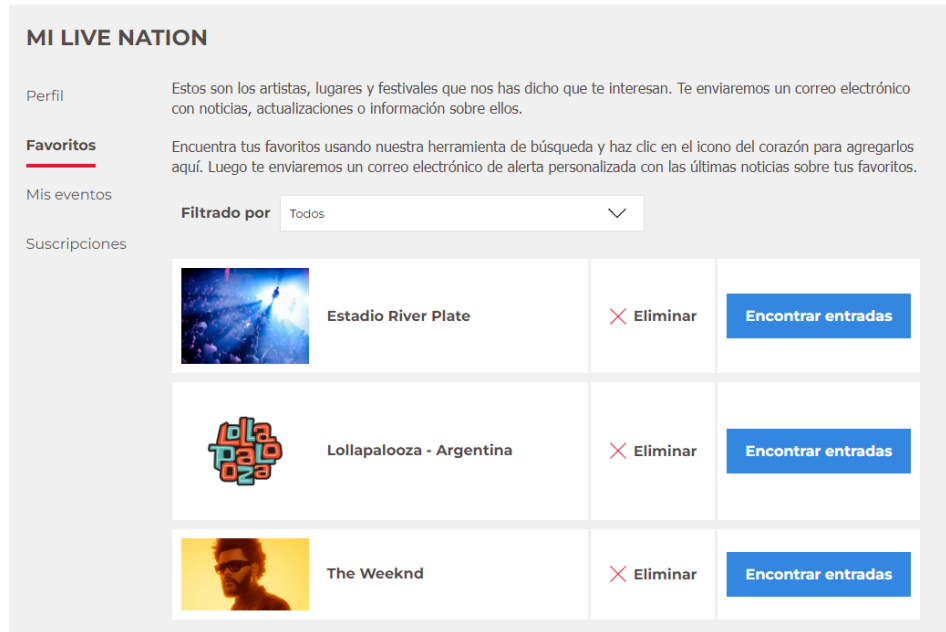 MI LIVE NATION
Perfil
Favoritos
Mis eventos
Suscripciones
Estos son los artistas, lugares y festivales que nos has dicho que te interesan. Te enviaremos un correo electrónico
con noticias, actualizaciones o información sobre ellos.
Encuentra tus favoritos usando nuestra herramienta de búsqueda y haz clic en el icono del corazón para agregarlos
aquí. Luego te enviaremos un correo electrónico de alerta personalizada con las últimas noticias sobre tus favoritos.
Filtrado por Todos
Estadio River Plate Eliminar Encontrar entradas
Lolla
Palo
oza
Lollapalooza - Argentina Eliminar Encontrar entradas
The Weeknd Eliminar Encontrar entradas